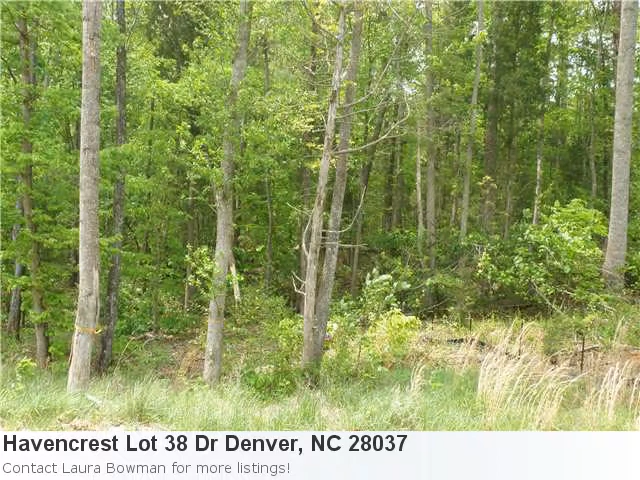 Havencrest Lot 38 Dr Denver, NC 28037
Contact Laura Bowman for more listings!